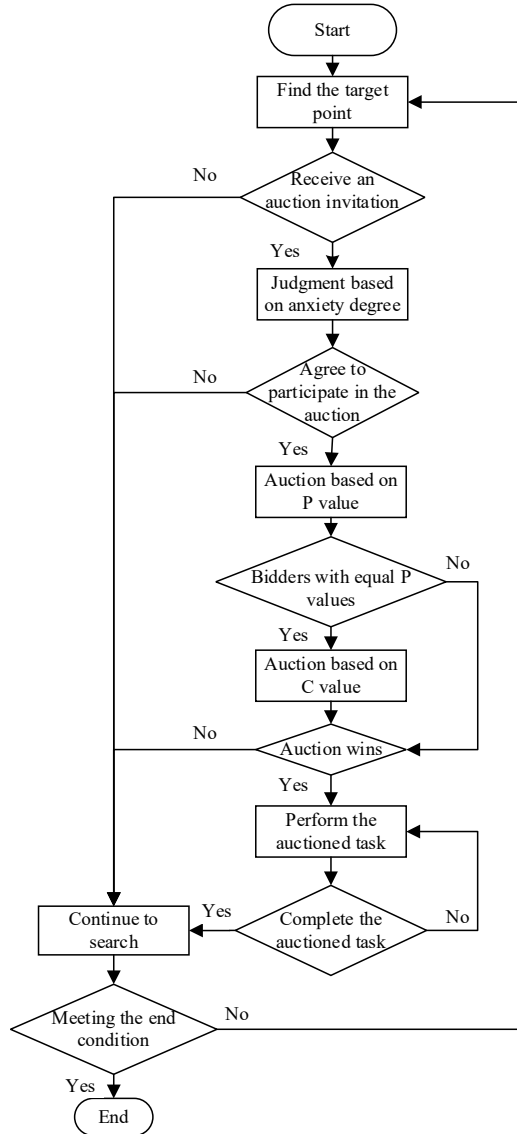 Start
Find the target
point
No
Receive an
auction invitation
Yes
Judgment based
on anxiety degree
No
Agree to
participate in the
auction
Yes
Auction based on
P value
No
Bidders with equal P
values
Yes
Auction based on
C value
No
Auction wins
Yes
Perform the
auctioned task
Continue to
search
Yes
Complete the
auctioned task
No
Meeting the end
condition
No
Yes
End